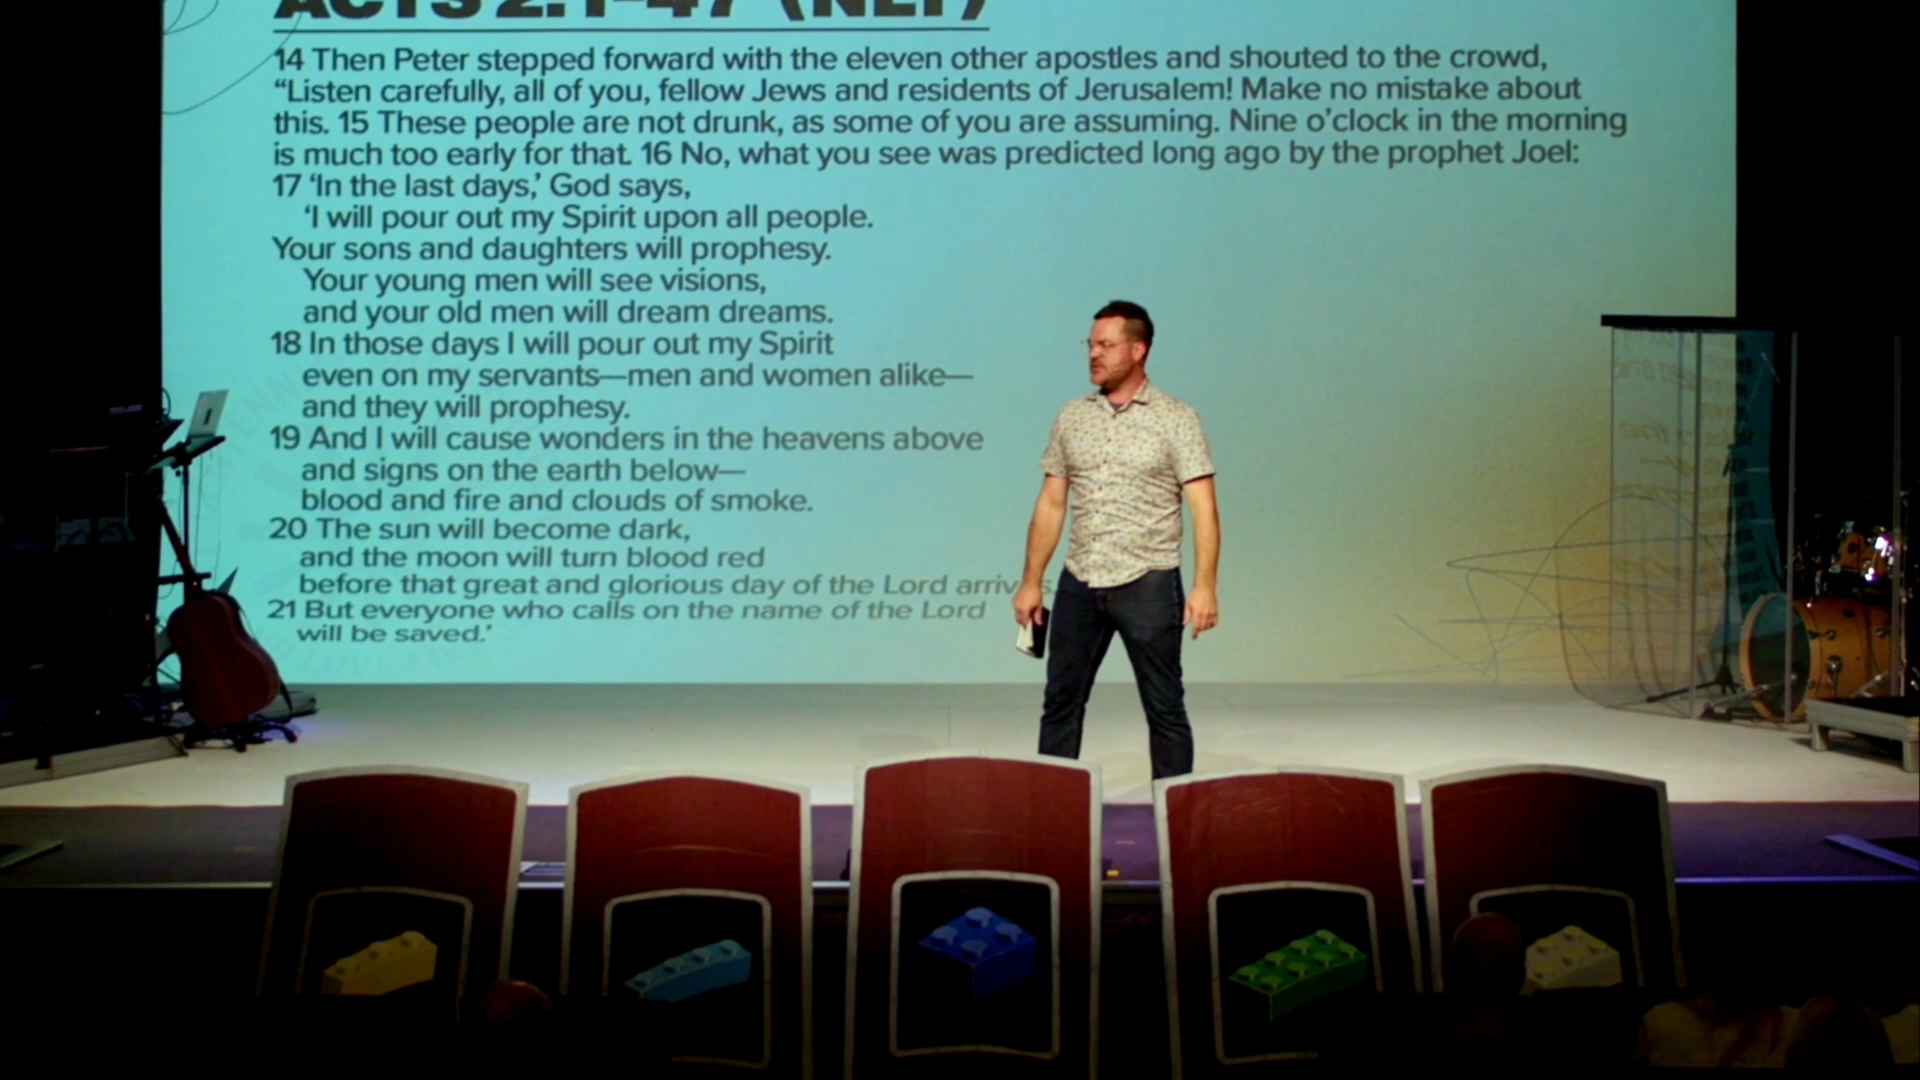 ACTS 2:1-47 (NLT)
14 Then Peter stepped forward with the eleven other apostles and shouted to the crowd,
“Listen carefully, all of you, fellow Jews and residents of Jerusalem! Make no mistake about
this. 15 These people are not drunk, as some of you are assuming. Nine o’clock in the morning
is much too early for that. 16 No, what you see was predicted long ago by the prophet Joel:
17 ‘In the last days,’ God says,
‘I will pour out my Spirit upon all people.
Your sons and daughters will prophesy.
Your young men will see visions,
and your old men will dream dreams.
18 In those days I will pour out my Spirit
even on my servants—men and women alike—
and they will prophesy.
19 And I will cause wonders in the heavens above
and signs on the earth below—
blood and fire and clouds of smoke.
20 The sun will become dark,
and the moon will turn blood red
before that great and glorious day of the Lord arrives.
21 But everyone who calls on the name of the Lord
will be saved.’